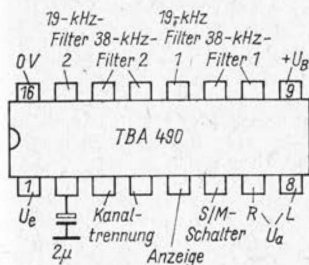 19-kHz- 19-kHz
Filter 38-kHz- Filter 38-kHz-
0V 2 Filter 2 1 Filter 1 +UB
16 9
TBA 490
1 8
Ue Kanal- S/M- R L
trennung Schalter Ua
2µ Anzeige